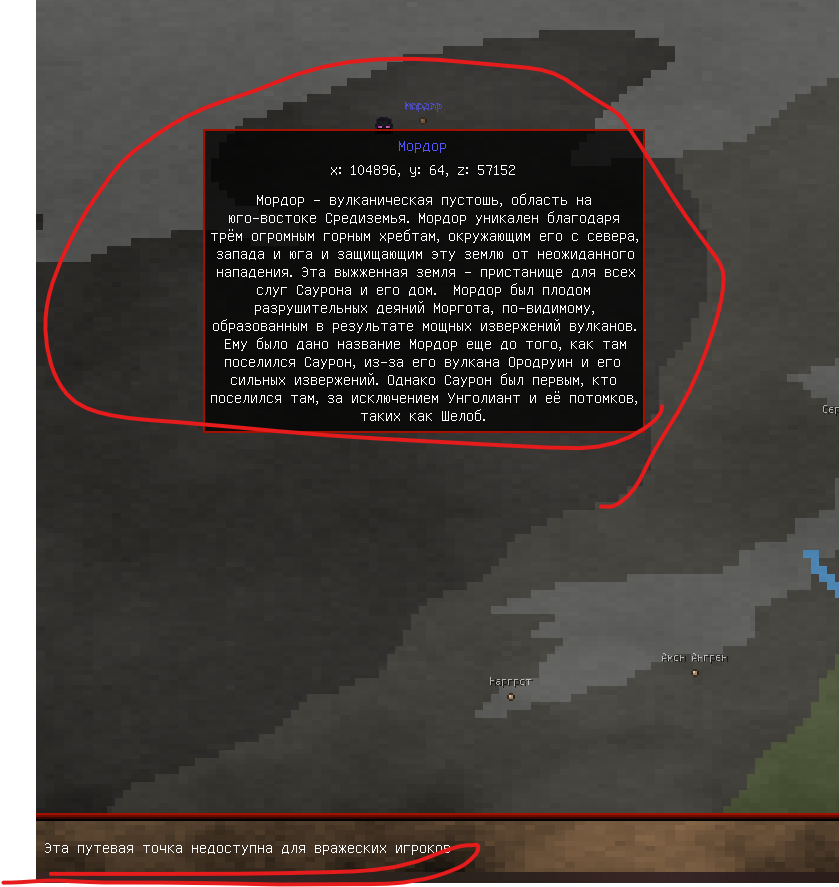 Мордор
Мордор
x: 104896, y: 64, z: 57152
Мордор - вулканическая пустошь, область на
юго-востоке Средиземья. Мордор уникален благодаря
трём огромным горным хребтам, окружающим его с севера,
запада и юга и защищающим эту землю от неожиданного
нападения. Эта выжженная земля - пристанище для всех
слуг Саурона и его дом. Мордор был плодом
разрушительных деяний Моргота, по-видимому,
образованным в результате мощных извержений вулканов.
Ему было дано название Мордор еще до того, как там
поселился Саурон, из-за его вулкана Ородруин и его
сильных извержений. Однако Саурон был первым, кто
поселился там, за исключением Унголиант и её потомков,
таких как Шелоб.
Эта путевая точка недоступна для вражеских игроков